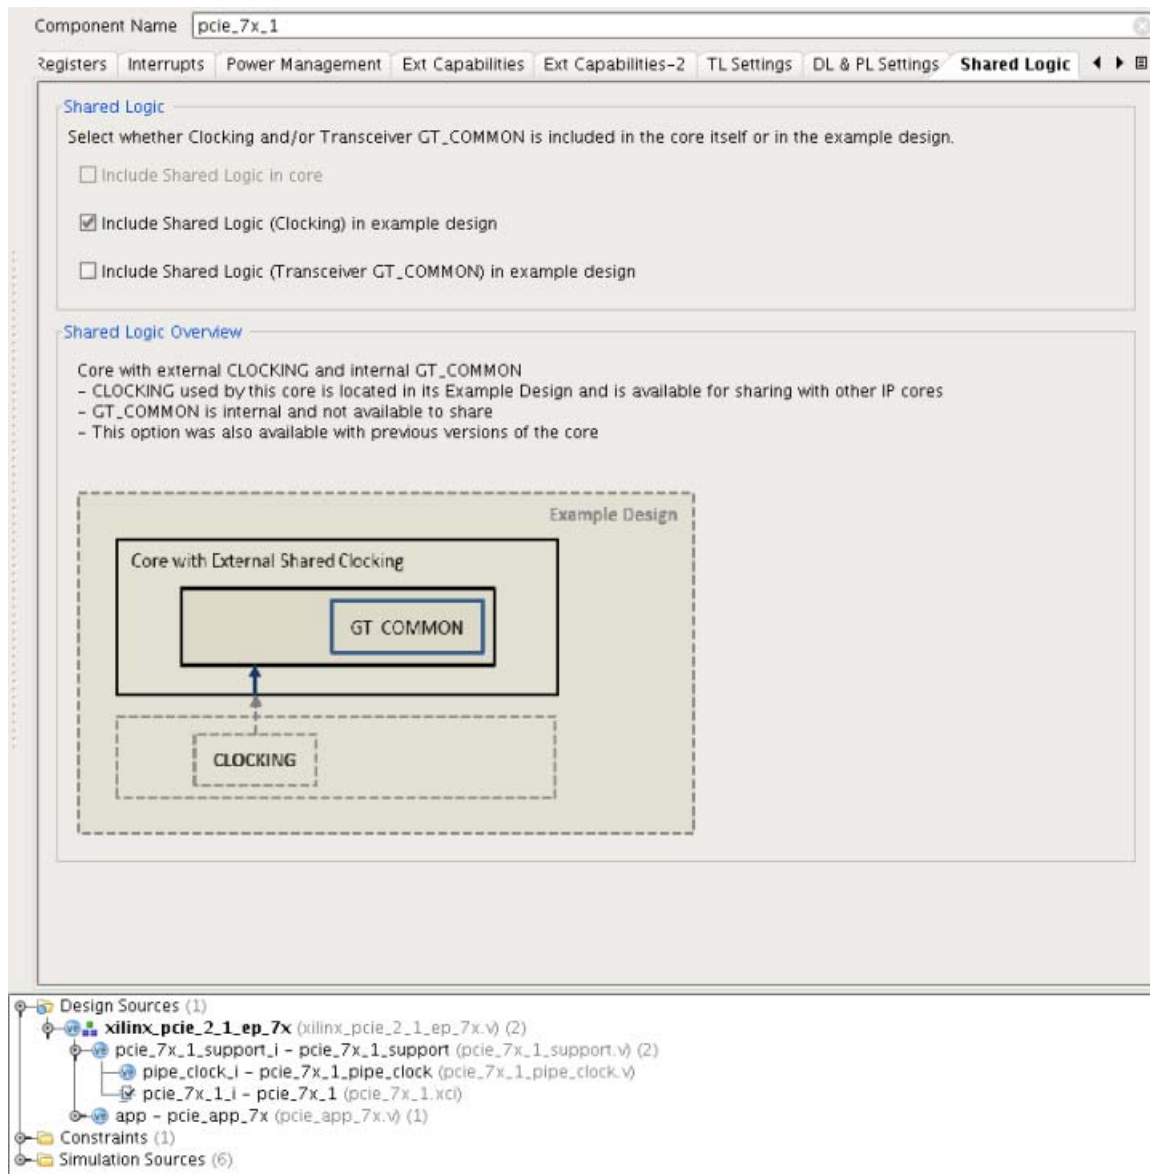 Component Name pcie_7x_1
Registers Interrupts Power Management Ext Capabilities Ext Capabilities-2 TL Settings DL & PL Settings Shared Logic
Shared Logic
Select whether Clocking and/or Transceiver GT_COMMON is included in the core itself or in the example design.
Include Shared Logic in core
Include Shared Logic (Clocking) in example design
Include Shared Logic (Transceiver GT_COMMON) in example design
Shared Logic Overview
Core with external CLOCKING and internal GT_COMMON
- CLOCKING used by this core is located in its Example Design and is available for sharing with other IP cores
- GT_COMMON is internal and not available to share
- This option was also available with previous versions of the core
Example Design
Core with External Shared Clocking
GT COMMON
CLOCKING
Design Sources (1)
xilinx_pcie_2_1_ep_7x (xilinx_pcie_2_1_ep_7x.v) (2)
pcie_7x_1_support_i - pcie_7x_1_support (pcie_7x_1_support.v) (2)
pipe_clock_i - pcie_7x_1_pipe_clock (pcie_7x_1_pipe_clock.v)
pcie_7x_1_i - pcie_7x_1 (pcie_7x_1.xci)
app - pcie_app_7x (pcie_app_7x.v) (1)
Constraints (1)
Simulation Sources (6)